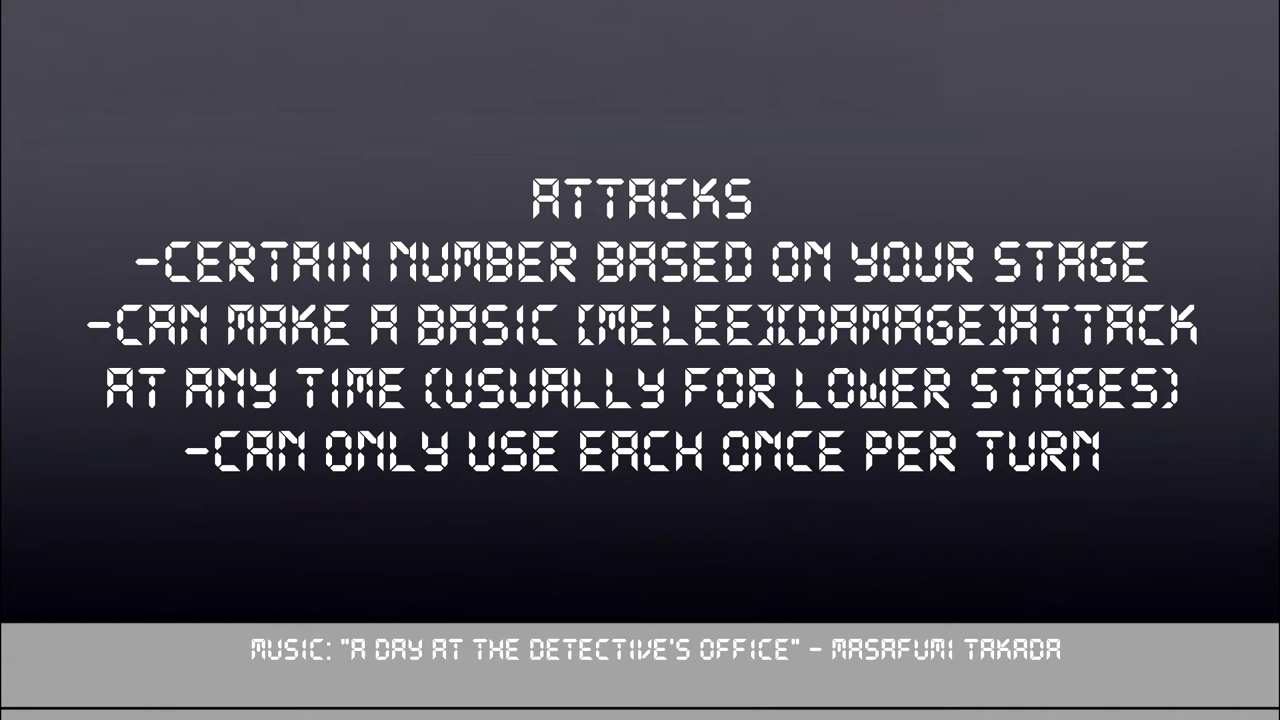 ATTACKS
-CERTAIN NUMBER BASED ON YOUR STAGE
-CAN MAKE A BASIC [MELEE][DAMAGE]ATTACK
AT ANY TIME (USUALLY FOR LOWER STAGES)
-CAN ONLY USE EACH ONCE PER TURN
MUSIC: "A DAY AT THE DETECTIVE'S OFFICE" - MASAFUMI TAKADA